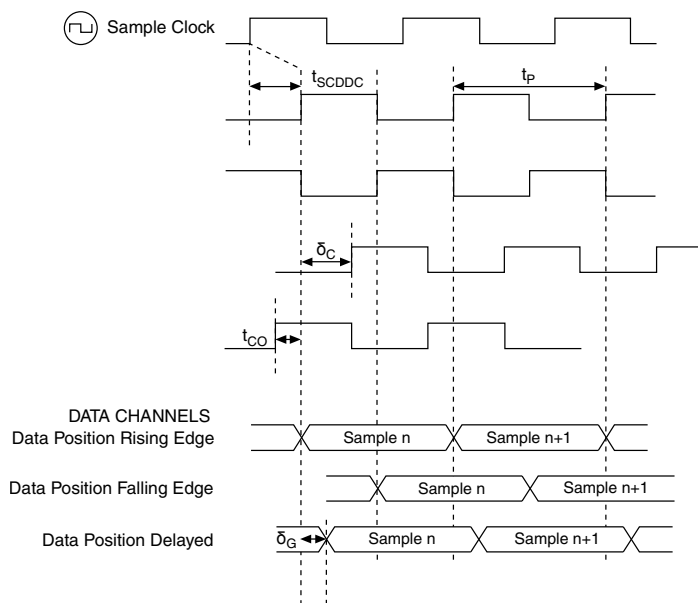 Sample Clock
tSCDDC
tP
δC
tCO
DATA CHANNELS
Data Position Rising Edge
Sample n
Sample n+1
Data Position Falling Edge
Sample n
Sample n+1
Data Position Delayed
δG
Sample n
Sample n+1